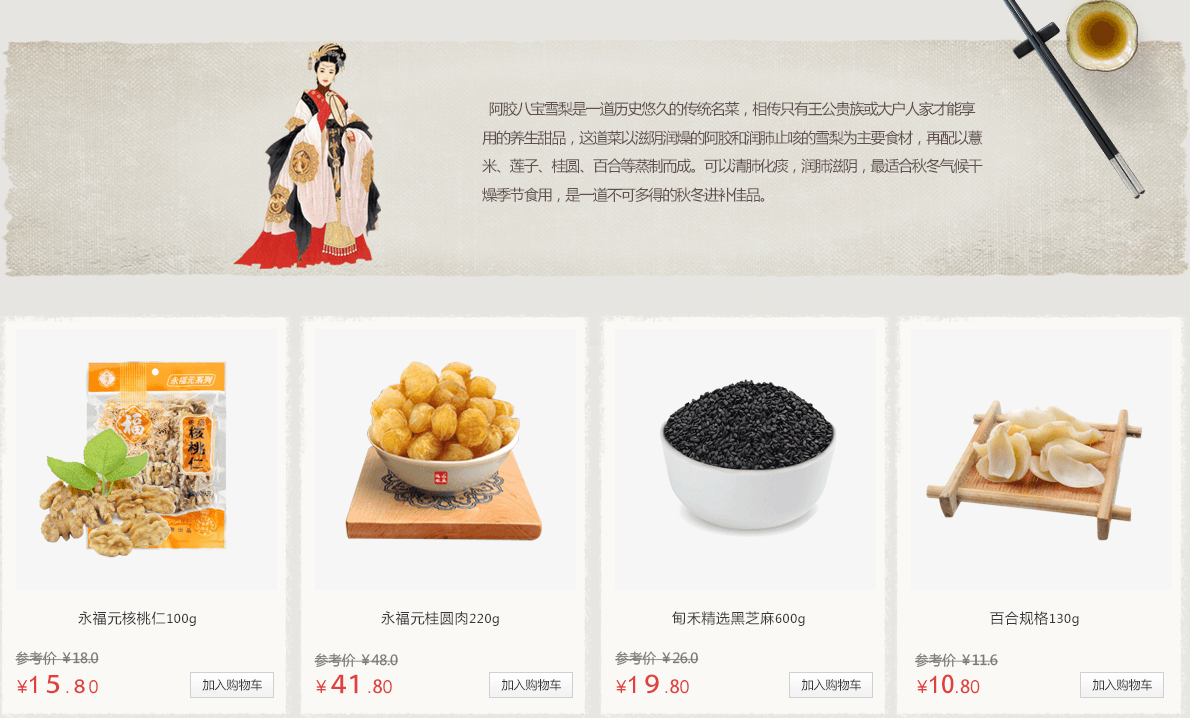 阿胶八宝雪梨是一道历史悠久的传统名菜，相传只有王公贵族或大户人家才能享
用的养生甜品，这道菜以滋阴润燥的阿胶和润肺止咳的雪梨为主要食材，再配以薏
米、莲子、桂圆、百合等蒸制而成。可以清肺化痰，润肺滋阴，最适合秋冬气候干
燥季节食用，是一道不可多得的秋冬进补佳品。
永福元系列
福
核桃仁
永福元核桃仁100g
参考价 ¥18.0
¥15.80
加入购物车
永福元桂圆肉220g
参考价 ¥48.0
¥41.80
加入购物车
甸禾精选黑芝麻600g
参考价 ¥26.0
¥19.80
加入购物车
百合规格130g
参考价 ¥11.6
¥10.80
加入购物车